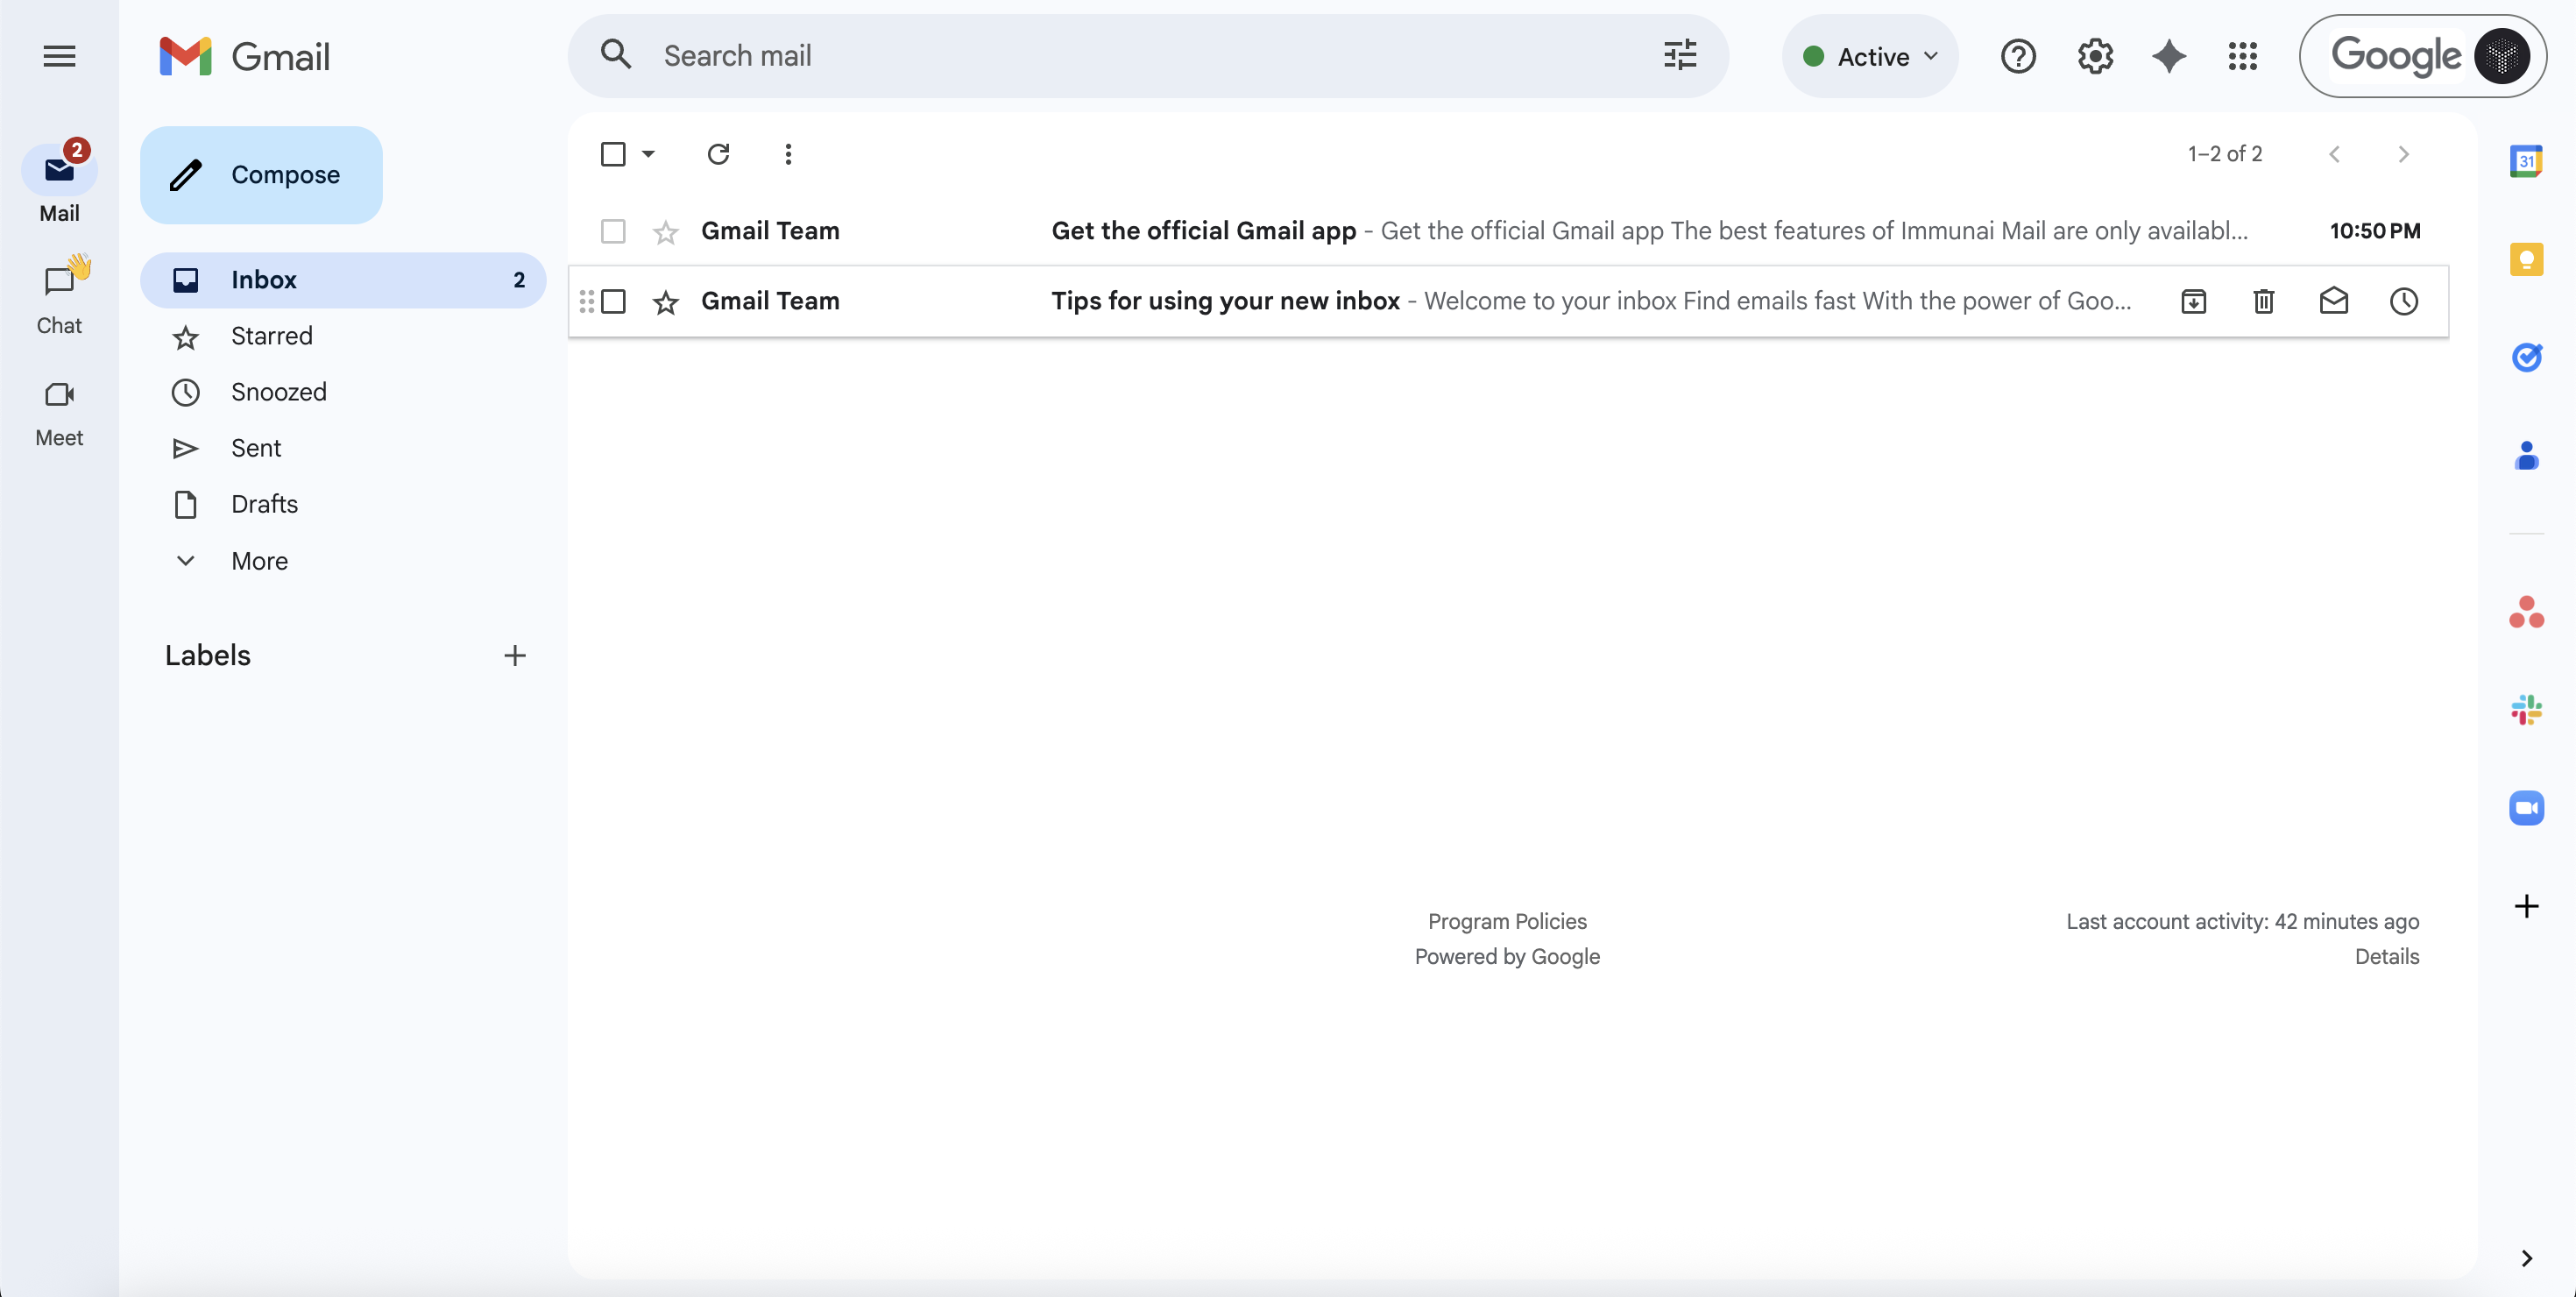 Gmail
Search mail
Active
Google
2
Mail
Chat
Meet
Compose
Inbox 2
Starred
Snoozed
Sent
Drafts
More
Labels
1–2 of 2
Gmail Team Get the official Gmail app - Get the official Gmail app The best features of Immunai Mail are only availabl... 10:50 PM
Gmail Team Tips for using your new inbox - Welcome to your inbox Find emails fast With the power of Goo...
Program Policies
Powered by Google
Last account activity: 42 minutes ago
Details
31